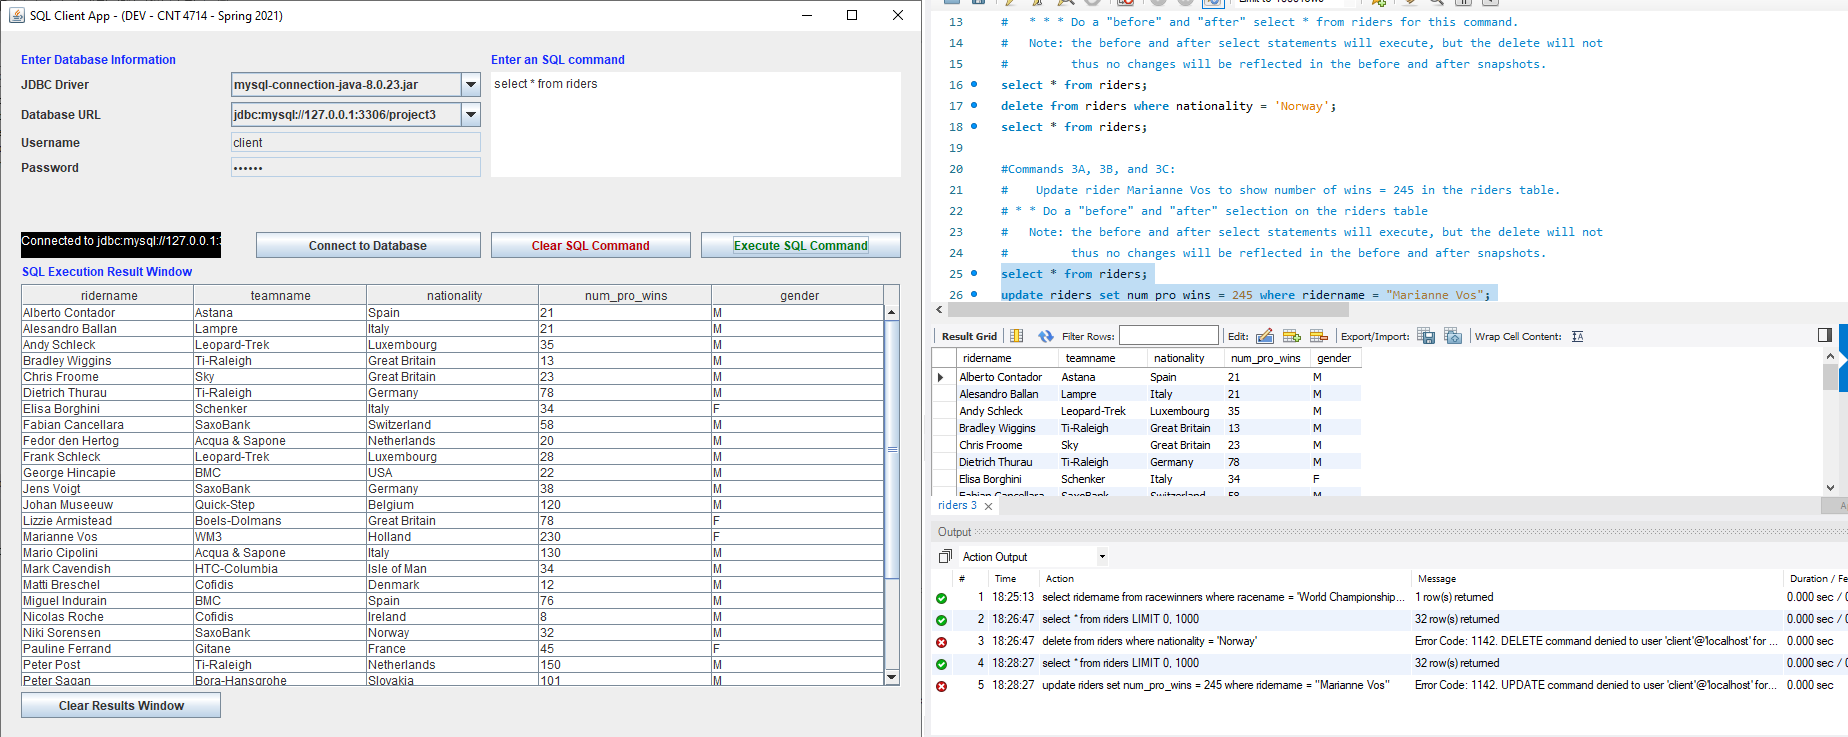 SQL Client App - (DEV - CNT 4714 - Spring 2021)
Enter Database Information
JDBC Driver
mysql-connection-java-8.0.23.jar
Database URL
jdbc:mysql://127.0.0.1:3306/project3
Username
client
Password
••••••
Enter an SQL command
select * from riders
Connected to jdbc:mysql://127.0.0.1:
Connect to Database
Clear SQL Command
Execute SQL Command
SQL Execution Result Window
ridername teamname nationality num_pro_wins gender
Alberto Contador Astana Spain 21 M
Alesandro Ballan Lampre Italy 21 M
Andy Schleck Leopard-Trek Luxembourg 35 M
Bradley Wiggins Ti-Raleigh Great Britain 13 M
Chris Froome Sky Great Britain 23 M
Dietrich Thurau Ti-Raleigh Germany 78 M
Elisa Borghini Schenker Italy 34 F
Fabian Cancellara SaxoBank Switzerland 58 M
Fedor den Hertog Acqua & Sapone Netherlands 20 M
Frank Schleck Leopard-Trek Luxembourg 28 M
George Hincapie BMC USA 22 M
Jens Voigt SaxoBank Germany 38 M
Johan Museeuw Quick-Step Belgium 120 M
Lizzie Armistead Boels-Dolmans Great Britain 78 F
Marianne Vos WM3 Holland 230 F
Mario Cipolini Acqua & Sapone Italy 130 M
Mark Cavendish HTC-Columbia Isle of Man 34 M
Matti Breschel Cofidis Denmark 12 M
Miguel Indurain BMC Spain 76 M
Nicolas Roche Cofidis Ireland 8 M
Niki Sorensen SaxoBank Norway 32 M
Pauline Ferrand Gitane France 45 F
Peter Post Ti-Raleigh Netherlands 150 M
Peter Sagan Bora-Hansgrohe Slovakia 101 M
Clear Results Window
13 # * * * Do a "before" and "after" select * from riders for this command.
14 # Note: the before and after select statements will execute, but the delete will not
15 # thus no changes will be reflected in the before and after snapshots.
16 select * from riders;
17 delete from riders where nationality = 'Norway';
18 select * from riders;
19
20 #Commands 3A, 3B, and 3C:
21 # Update rider Marianne Vos to show number of wins = 245 in the riders table.
22 # * * Do a "before" and "after" selection on the riders table
23 # Note: the before and after select statements will execute, but the delete will not
24 # thus no changes will be reflected in the before and after snapshots.
25 select * from riders;
26 update riders set num_pro_wins = 245 where ridername = "Marianne Vos";
Result Grid Filter Rows: Edit: Export/Import: Wrap Cell Content:
ridername teamname nationality num_pro_wins gender
Alberto Contador Astana Spain 21 M
Alesandro Ballan Lampre Italy 21 M
Andy Schleck Leopard-Trek Luxembourg 35 M
Bradley Wiggins Ti-Raleigh Great Britain 13 M
Chris Froome Sky Great Britain 23 M
Dietrich Thurau Ti-Raleigh Germany 78 M
Elisa Borghini Schenker Italy 34 F
Fabian Cancellara SaxoBank Switzerland 58 M
riders 3
Output
Action Output
# Time Action Message Duration / Fe
1 18:25:13 select ridername from racewinners where racename = 'World Championship... 1 row(s) returned 0.000 sec / 0
2 18:26:47 select * from riders LIMIT 0, 1000 32 row(s) returned 0.000 sec / 0
3 18:26:47 delete from riders where nationality = 'Norway' Error Code: 1142. DELETE command denied to user 'client'@'localhost' for ... 0.000 sec
4 18:28:27 select * from riders LIMIT 0, 1000 32 row(s) returned 0.000 sec / 0
5 18:28:27 update riders set num_pro_wins = 245 where ridername = "Marianne Vos" Error Code: 1142. UPDATE command denied to user 'client'@'localhost' for... 0.000 sec